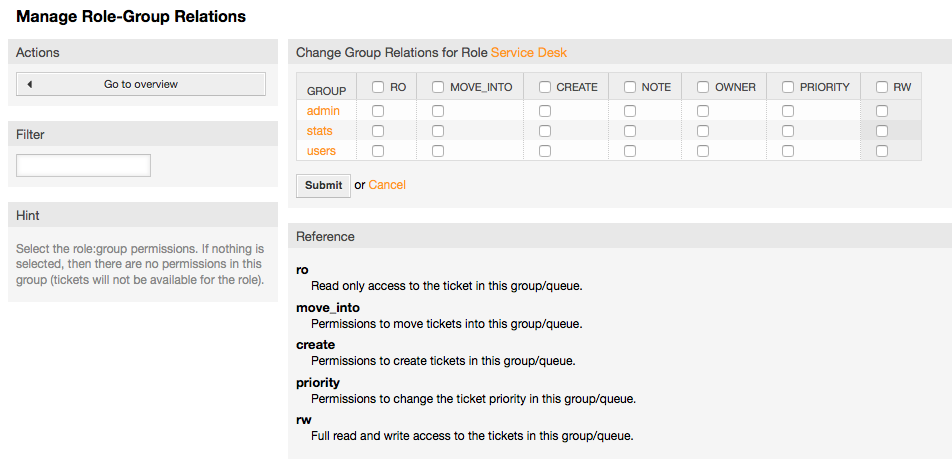 Manage Role-Group Relations
Actions
Go to overview
Filter
Hint
Select the role:group permissions. If nothing is
selected, then there are no permissions in this
group (tickets will not be available for the role).
Change Group Relations for Role Service Desk
GROUP RO MOVE_INTO CREATE NOTE OWNER PRIORITY RW
admin
stats
users
Submit or Cancel
Reference
ro
Read only access to the ticket in this group/queue.
move_into
Permissions to move tickets into this group/queue.
create
Permissions to create tickets in this group/queue.
priority
Permissions to change the ticket priority in this group/queue.
rw
Full read and write access to the tickets in this group/queue.